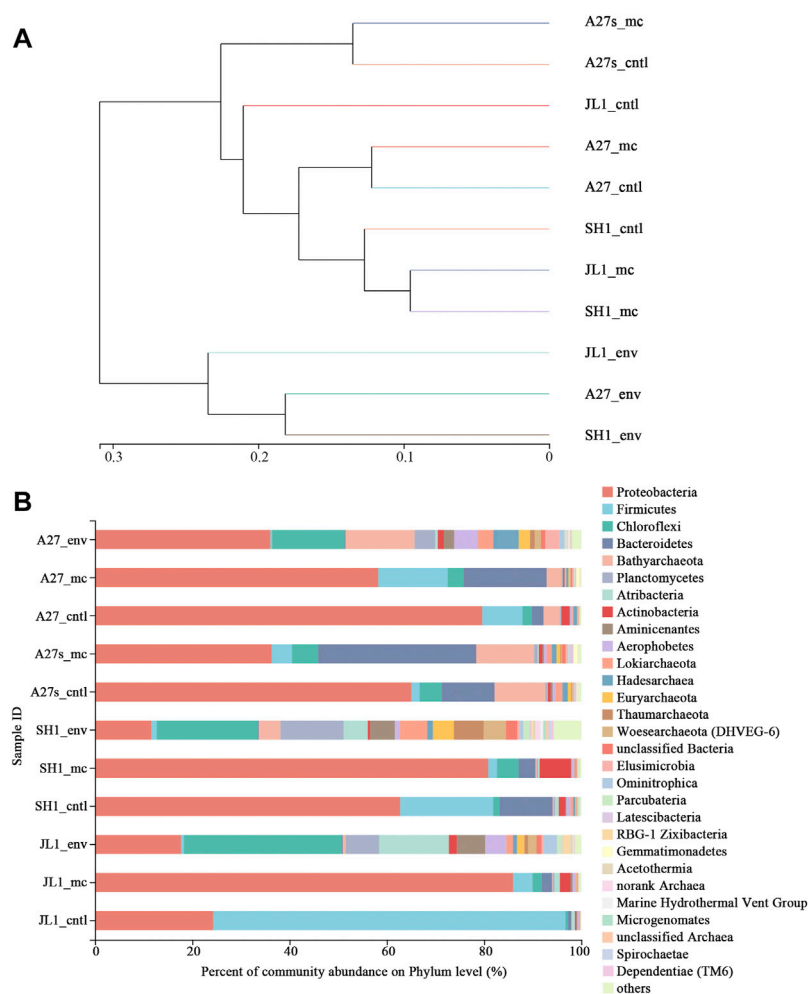 A
A27s_mc
A27s_cntl
JL1_cntl
A27_mc
A27_cntl
SH1_cntl
JL1_mc
SH1_mc
JL1_env
A27_env
SH1_env
0.3 0.2 0.1 0
B
Proteobacteria
Firmicutes
Chloroflexi
Bacteroidetes
Bathyarchaeota
Planctomycetes
Atribacteria
Actinobacteria
Aminicenantes
Aerophobetes
Lokiarchaeota
Hadesarchaea
Euryarchaeota
Thaumarchaeota
Woesearchaeota (DHVEG-6)
unclassified Bacteria
Elusimicrobia
Ominitrophica
Parcubateria
Latescibacteria
RBG-1 Zixibacteria
Gemmatimonadetes
Acetothermia
norank Archaea
Marine Hydrothermal Vent Group
Microgenomates
unclassified Archaea
Spirochaetae
Dependentiae (TM6)
others
Sample ID
A27_env
A27_mc
A27_cntl
A27s_mc
A27s_cntl
SH1_env
SH1_mc
SH1_cntl
JL1_env
JL1_mc
JL1_cntl
0 20 40 60 80 100
Percent of community abundance on Phylum level (%)